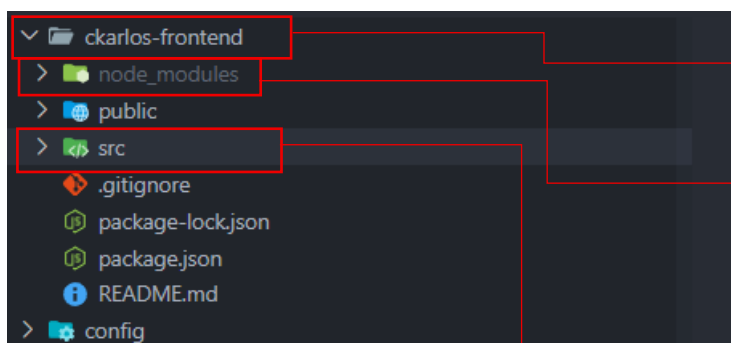 ckarlos-frontend
node_modules
public
src
.gitignore
package-lock.json
package.json
README.md
config